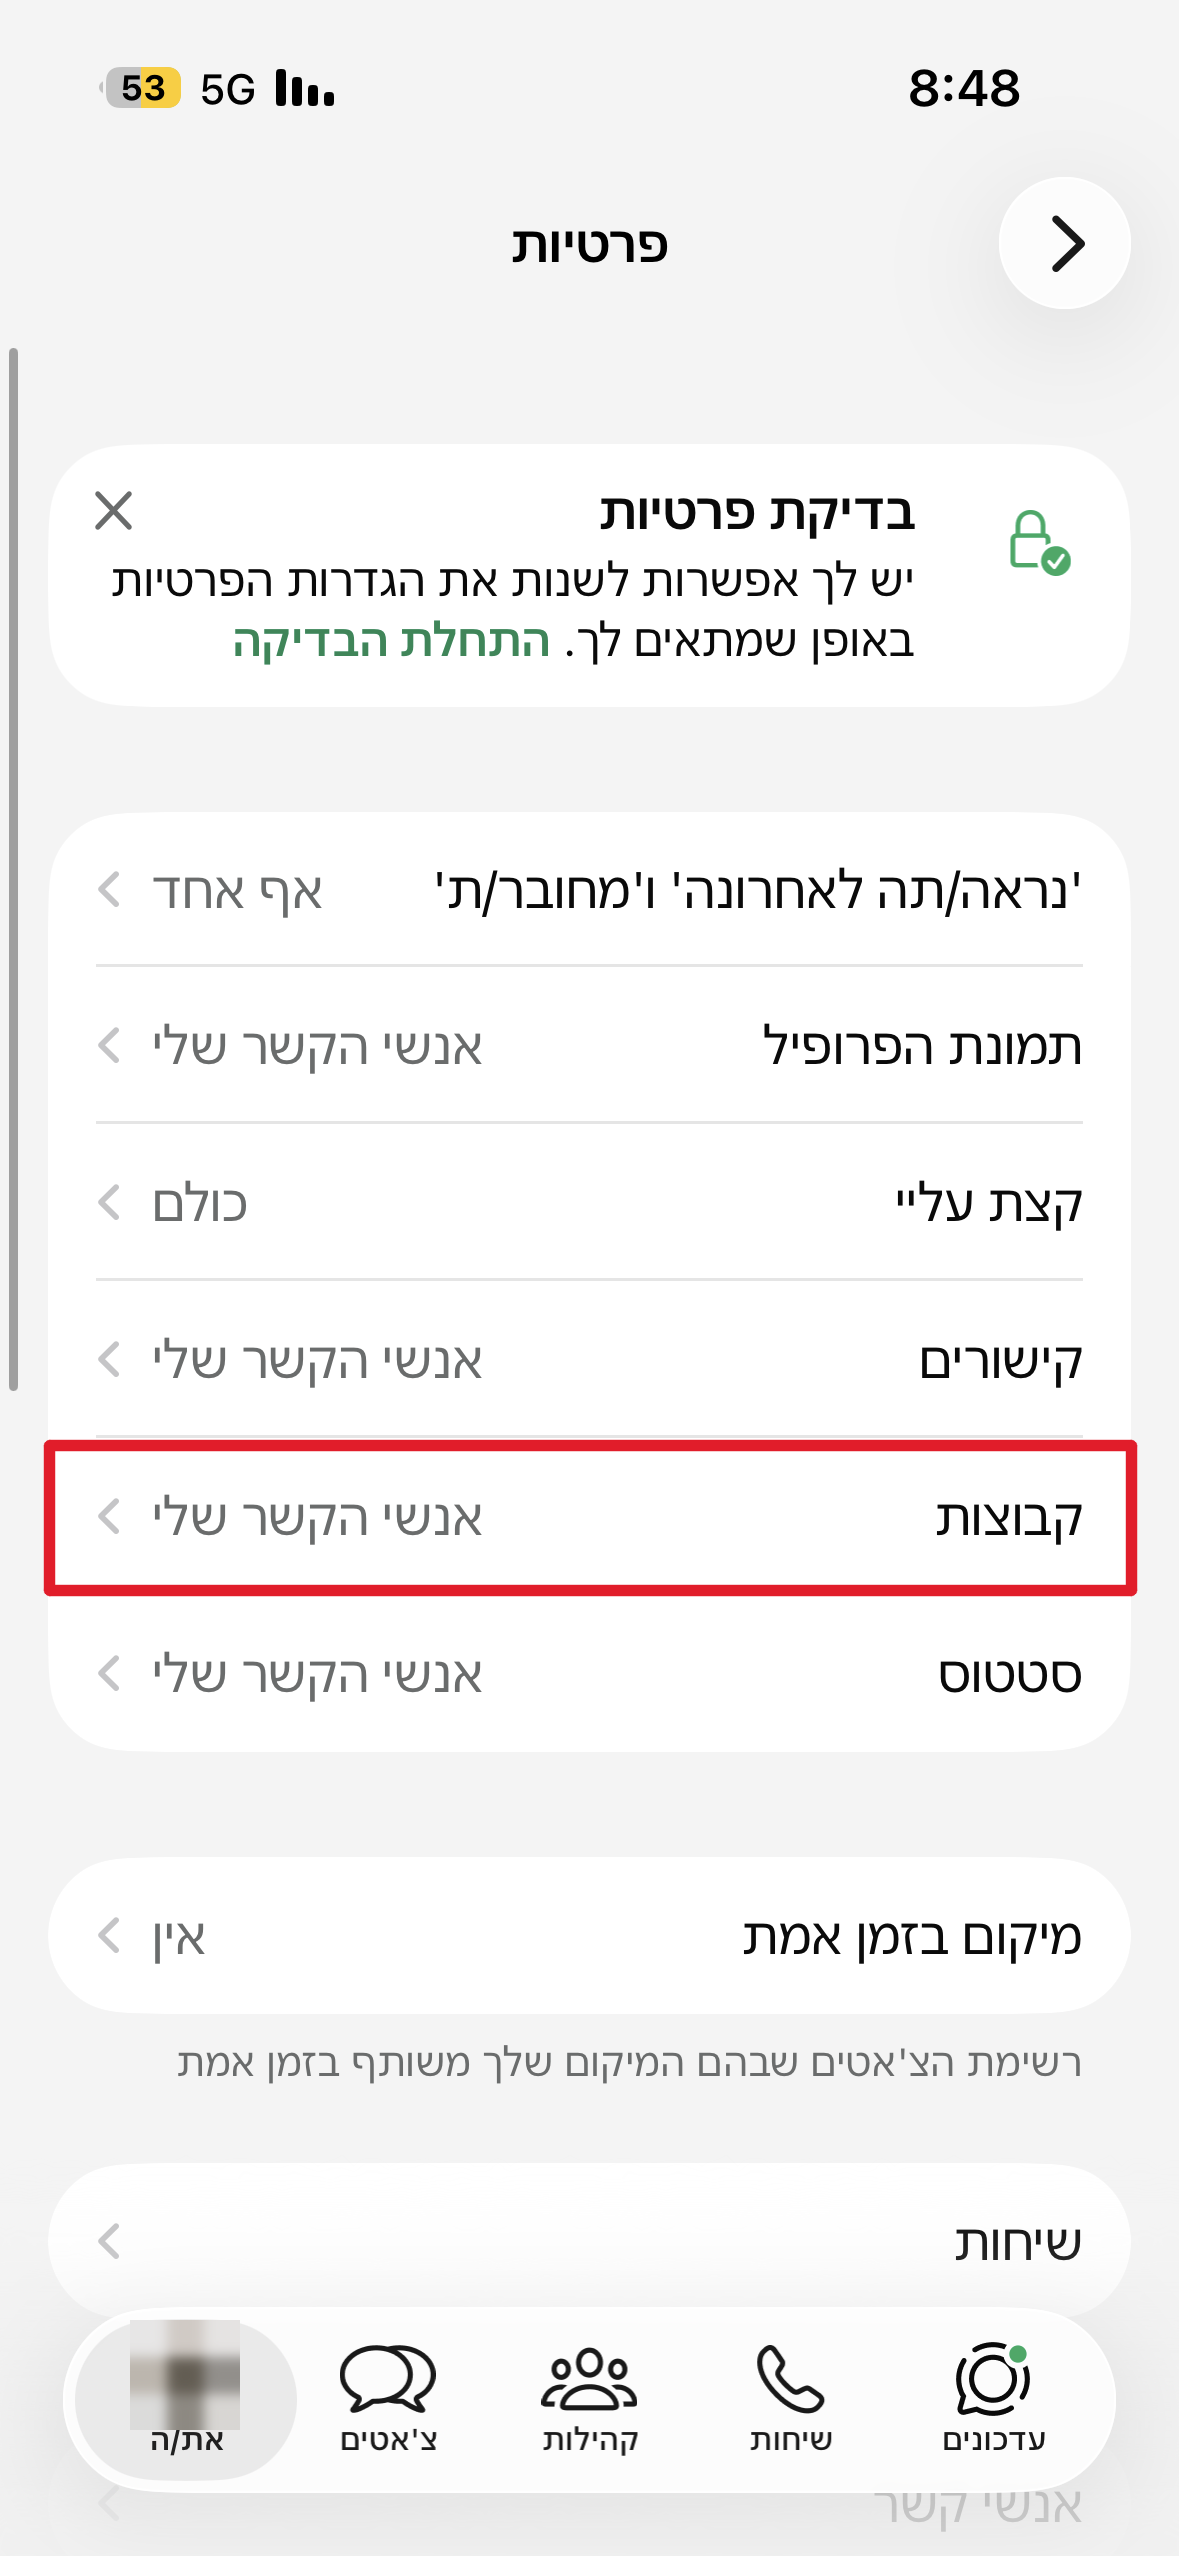 8:48
5G 53
פרטיות
בדיקת פרטיות
יש לך אפשרות לשנות את הגדרות הפרטיות
באופן שמתאים לך. התחלת הבדיקה
'נראה/תה לאחרונה' ו'מחובר/ת' אף אחד
תמונת הפרופיל אנשי הקשר שלי
קצת עליי כולם
קישורים אנשי הקשר שלי
קבוצות אנשי הקשר שלי
סטטוס אנשי הקשר שלי
מיקום בזמן אמת אין
רשימת הצ'אטים שבהם המיקום שלך משותף בזמן אמת
שיחות
עדכונים שיחות קהילות צ'אטים את/ה
אנשי קשר